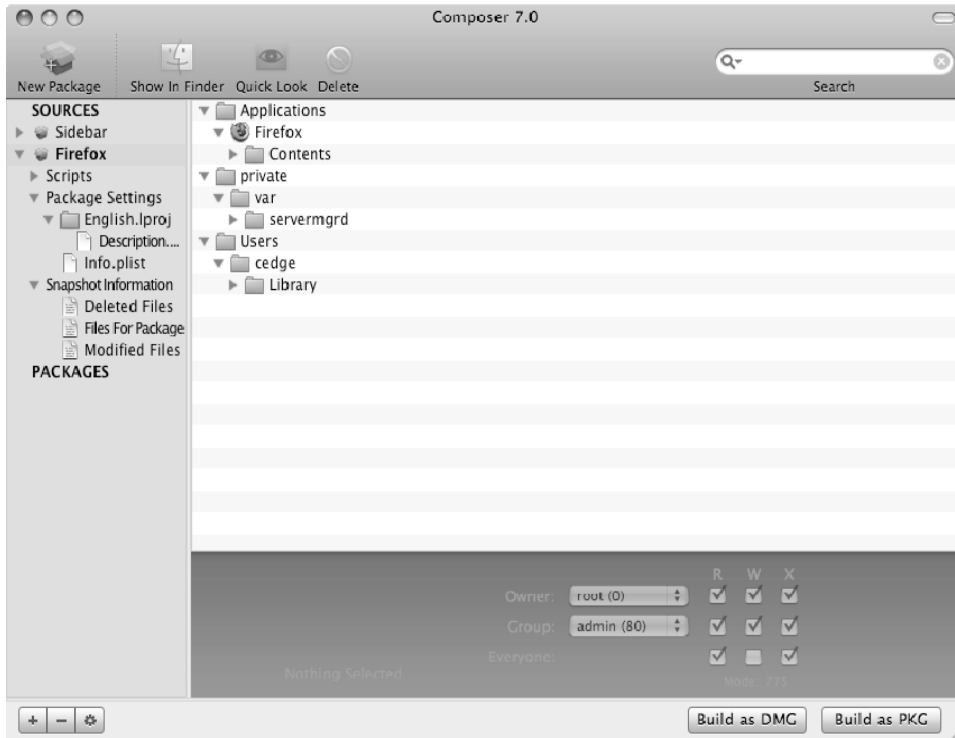 Composer 7.0
New Package
Show In Finder
Quick Look
Delete
Search
SOURCES
Sidebar
Firefox
Scripts
Package Settings
English.lproj
Description....
Info.plist
Snapshot Information
Deleted Files
Files For Package
Modified Files
PACKAGES
Applications
Firefox
Contents
private
var
servermgrd
Users
cedge
Library
R W X
Owner: root (0)
Group: admin (80)
Everyone:
Nothing Selected
Mode: 775
Build as DMG
Build as PKG